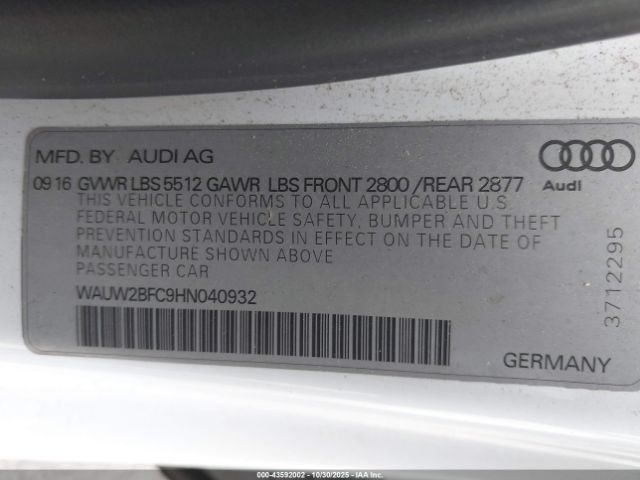 MFD. BY AUDI AG
09 16 GVWR LBS 5512 GAWR LBS FRONT 2800 /REAR 2877
THIS VEHICLE CONFORMS TO ALL APPLICABLE U.S.
FEDERAL MOTOR VEHICLE SAFETY, BUMPER AND THEFT
PREVENTION STANDARDS IN EFFECT ON THE DATE OF
MANUFACTURE SHOWN ABOVE
PASSENGER CAR
WAUW2BFC9HN040932
Audi
3712295
GERMANY
000-43592002 - 10/30/2025 - IAAI.COM